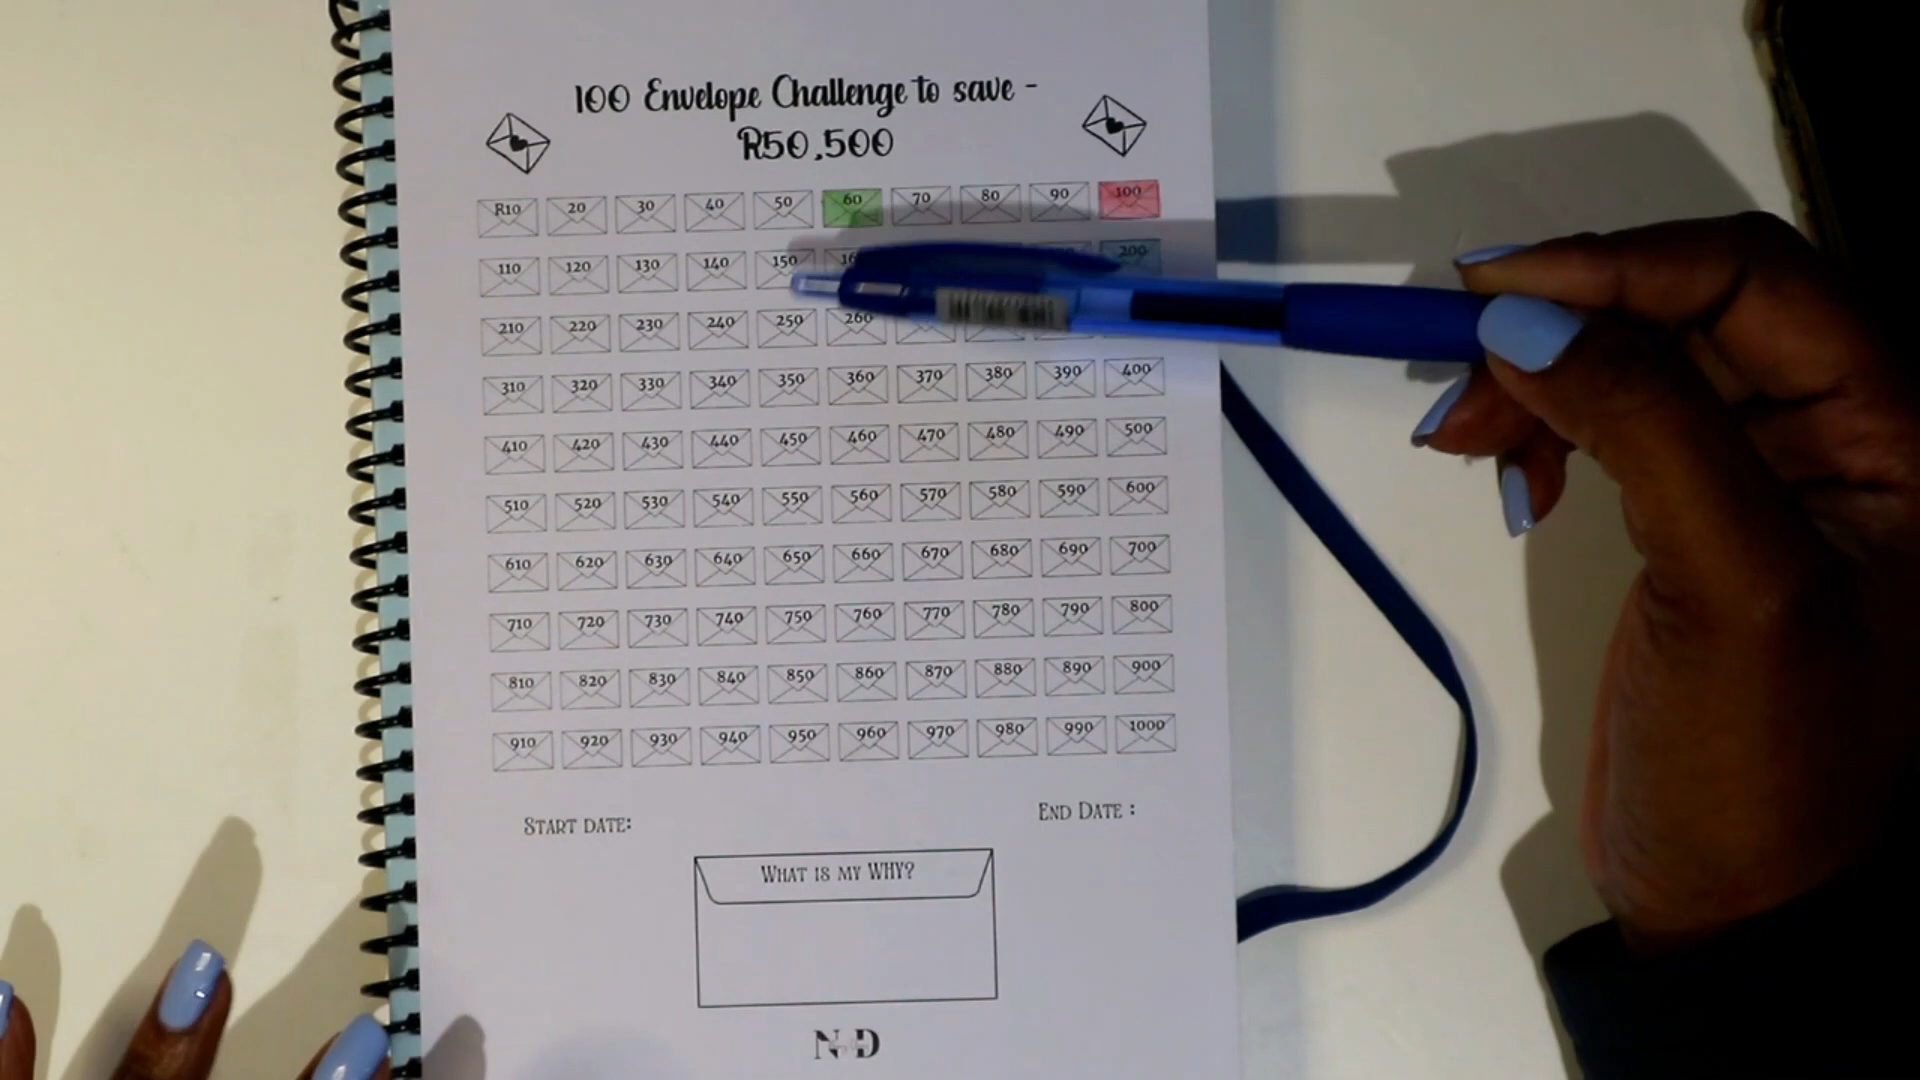 100 Envelope Challenge to save -
R50,500
R10 20 30 40 50 60 70 80 90 100
110 120 130 140 150 200
210 220 230 240 250 260
310 320 330 340 350 360 370 380 390 400
410 420 430 440 450 460 470 480 490 500
510 520 530 540 550 560 570 580 590 600
610 620 630 640 650 660 670 680 690 700
710 720 730 740 750 760 770 780 790 800
810 820 830 840 850 860 870 880 890 900
910 920 930 940 950 960 970 980 990 1000
START DATE: END DATE :
WHAT IS MY WHY?